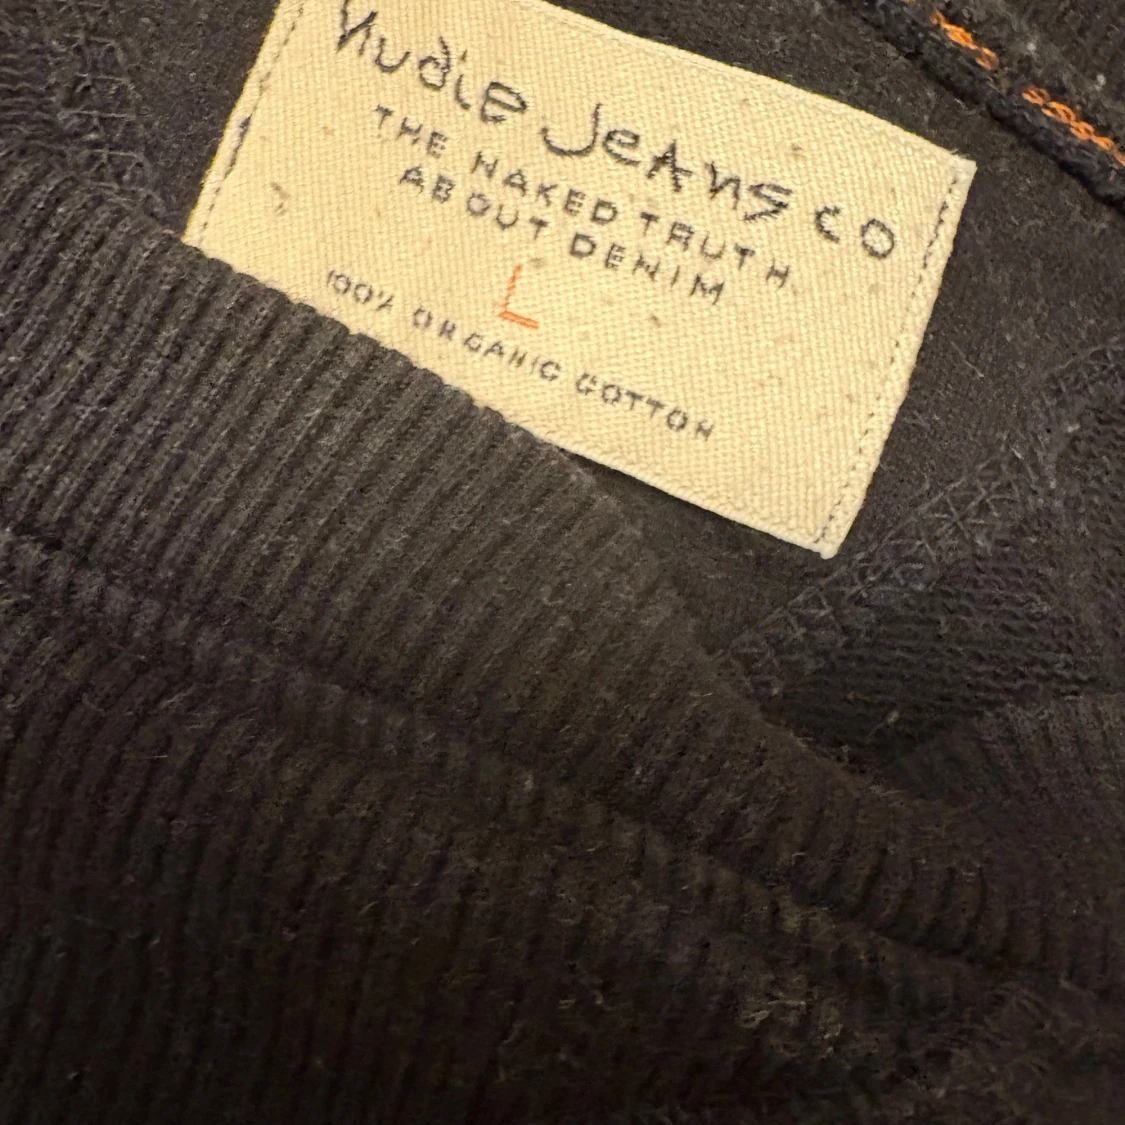 Nudie Jeans co
THE NAKED TRUTH
ABOUT DENIM
L
100% ORGANIC COTTON